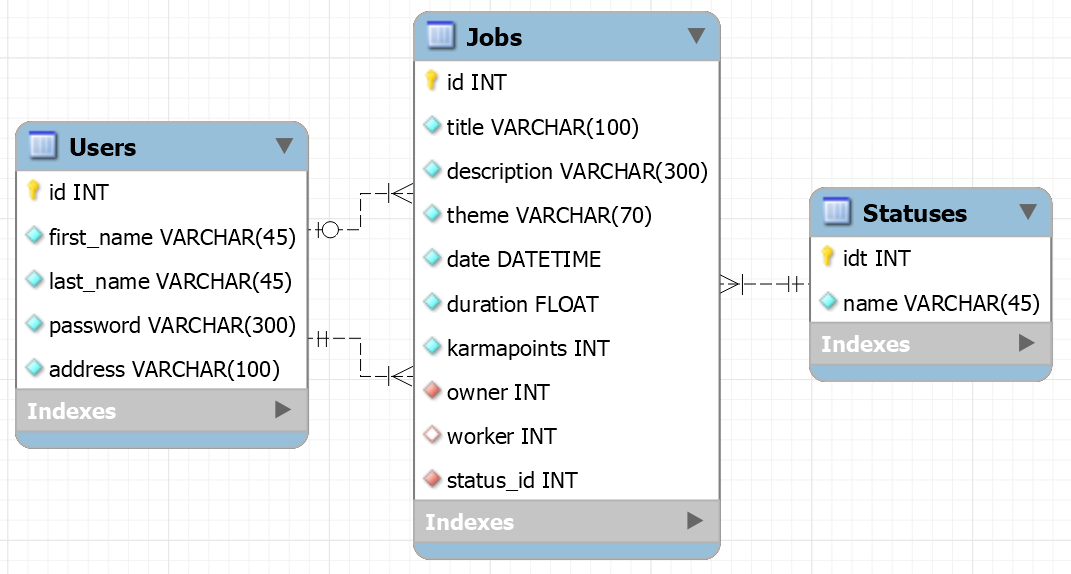 Users
id INT
first_name VARCHAR(45)
last_name VARCHAR(45)
password VARCHAR(300)
address VARCHAR(100)
Indexes
Jobs
id INT
title VARCHAR(100)
description VARCHAR(300)
theme VARCHAR(70)
date DATETIME
duration FLOAT
karmapoints INT
owner INT
worker INT
status_id INT
Indexes
Statuses
idt INT
name VARCHAR(45)
Indexes